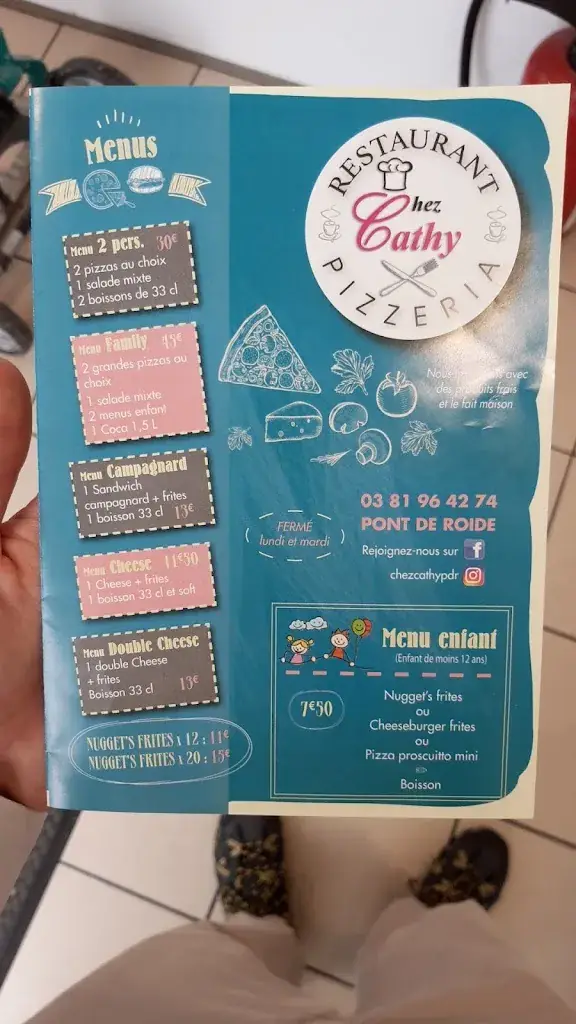 Menus
Menu 2 pers. 30€
2 pizzas au choix
1 salade mixte
2 boissons de 33 cl
Menu Family 45€
2 grandes pizzas au
choix
1 salade mixte
2 menus enfant
1 Coca 1,5 L
Menu Campagnard
1 Sandwich
campagnard + frites
1 boisson 33 cl 13€
Menu Cheese 11€50
1 Cheese + frites
1 boisson 33 cl et soft
Menu Double Cheese
1 double Cheese
+ frites
Boisson 33 cl 13€
NUGGET'S FRITES x 12 : 11€
NUGGET'S FRITES x 20 : 15€
RESTAURANT
Chez
Cathy
PIZZERIA
avec
des produits frais
et le fait maison
03 81 96 42 74
PONT DE ROIDE
FERMÉ
lundi et mardi
Rejoignez-nous sur f
chezcathypdr
Menu enfant
(Enfant de moins 12 ans)
7€50
Nugget's frites
ou
Cheeseburger frites
ou
Pizza proscuitto mini
Boisson